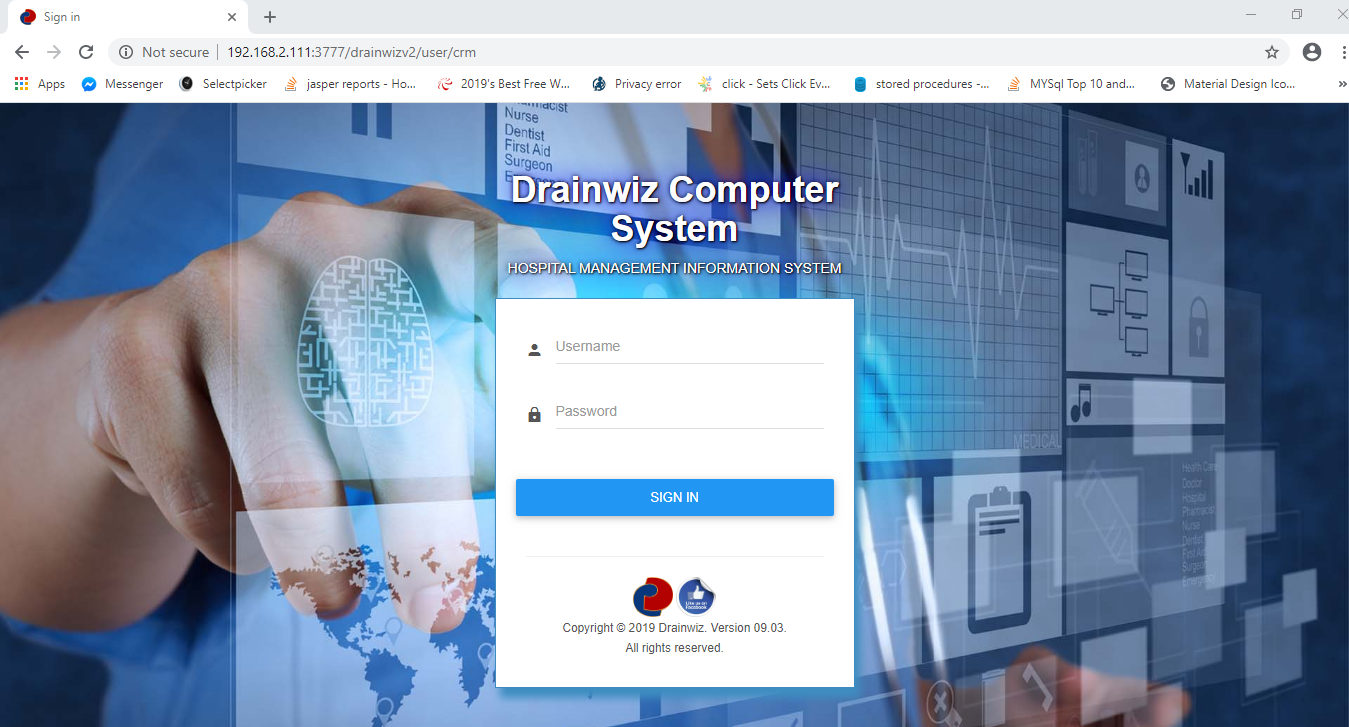 Sign in
Not secure
192.168.2.111:3777/drainwizv2/user/crm
Apps
Messenger
Selectpicker
jasper reports - Ho...
2019's Best Free W...
Privacy error
click - Sets Click Ev...
stored procedures -...
MYSql Top 10 and...
Material Design Ico...
»
Nurse
Dentist
First Aid
Surgeon
Drainwiz Computer
System
HOSPITAL MANAGEMENT INFORMATION SYSTEM
Username
Password
SIGN IN
Like us on
Facebook
Copyright © 2019 Drainwiz. Version 09.03.
All rights reserved.
MEDICAL
Health Care
Doctor
Hospital
Pharmacist
Nurse
Dentist
First Aid
Surgeon
Emergency